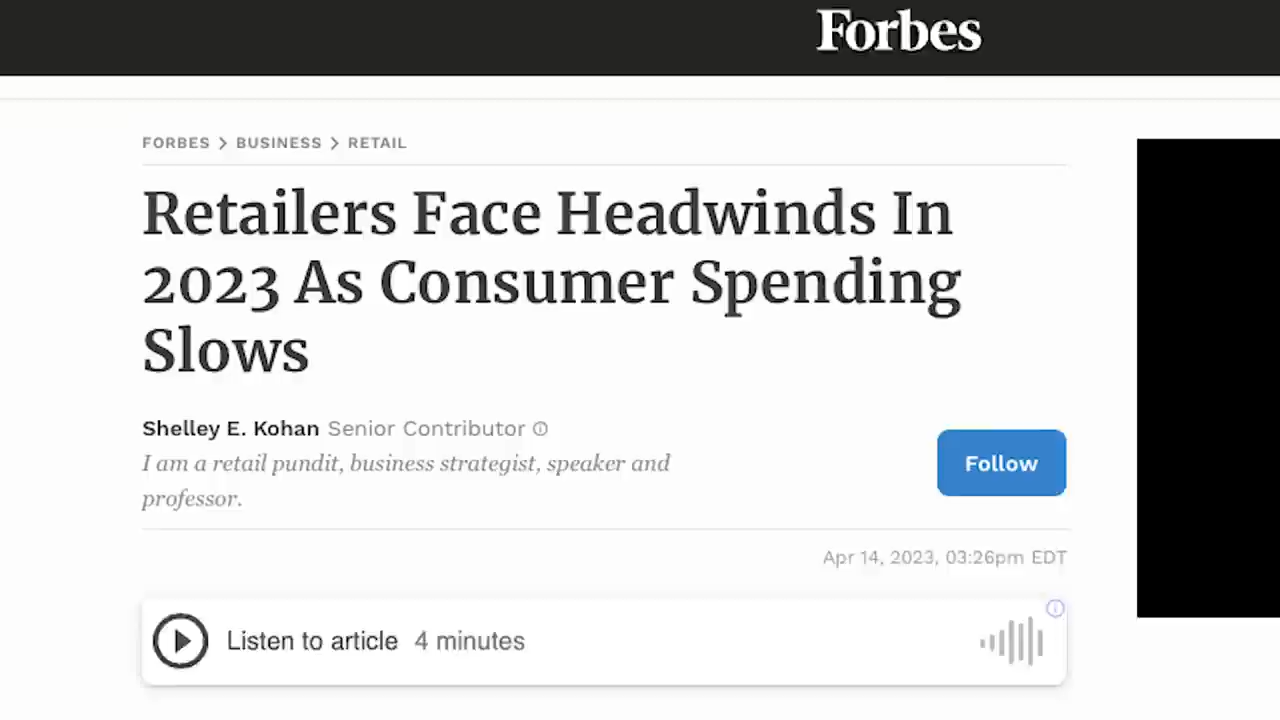 Forbes
FORBES > BUSINESS > RETAIL
Retailers Face Headwinds In
2023 As Consumer Spending
Slows
Shelley E. Kohan Senior Contributor
I am a retail pundit, business strategist, speaker and
professor.
Follow
Apr 14, 2023, 03:26pm EDT
Listen to article 4 minutes